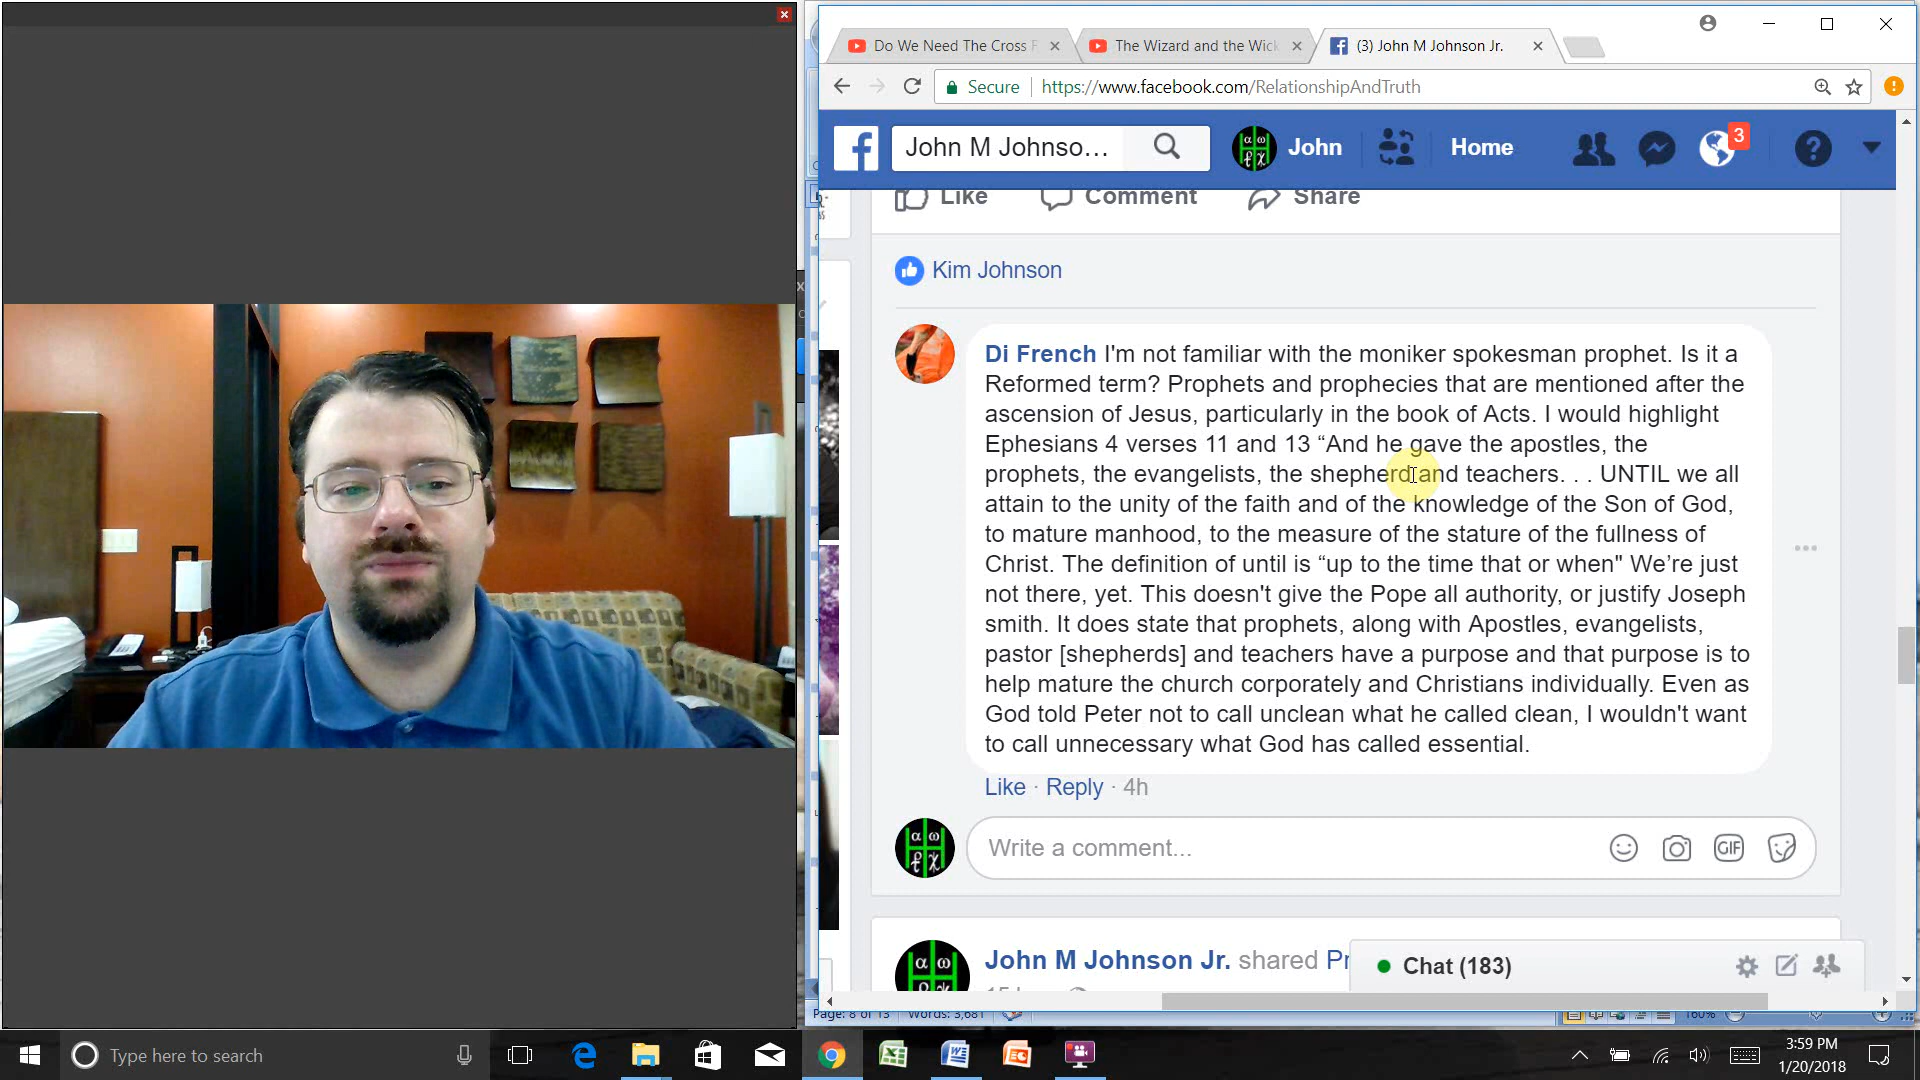 Do We Need The Cross
The Wizard and the Wick
(3) John M Johnson Jr.
Secure
https://www.facebook.com/RelationshipAndTruth
John M Johnso...
John
Home
3
Like
Comment
Share
Kim Johnson
Di French I'm not familiar with the moniker spokesman prophet. Is it a
Reformed term? Prophets and prophecies that are mentioned after the
ascension of Jesus, particularly in the book of Acts. I would highlight
Ephesians 4 verses 11 and 13 “And he gave the apostles, the
prophets, the evangelists, the shepherd and teachers. . . UNTIL we all
attain to the unity of the faith and of the knowledge of the Son of God,
to mature manhood, to the measure of the stature of the fullness of
Christ. The definition of until is “up to the time that or when" We’re just
not there, yet. This doesn't give the Pope all authority, or justify Joseph
smith. It does state that prophets, along with Apostles, evangelists,
pastor [shepherds] and teachers have a purpose and that purpose is to
help mature the church corporately and Christians individually. Even as
God told Peter not to call unclean what he called clean, I wouldn't want
to call unnecessary what God has called essential.
Like · Reply · 4h
α ω
Write a comment...
GIF
α ω
John M Johnson Jr. shared Pr
Chat (183)
Page: 8 of 13
Words: 3,681
160%
Type here to search
3:59 PM
1/20/2018